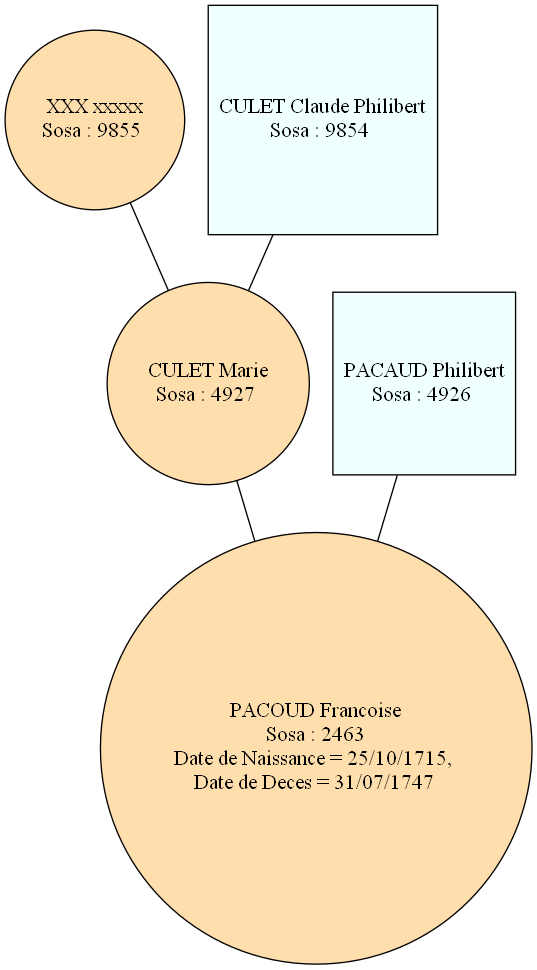 XXX xxxxx
Sosa : 9855
CULET Claude Philibert
Sosa : 9854
CULET Marie
Sosa : 4927
PACAUD Philibert
Sosa : 4926
PACOUD Francoise
Sosa : 2463
Date de Naissance = 25/10/1715,
Date de Deces = 31/07/1747